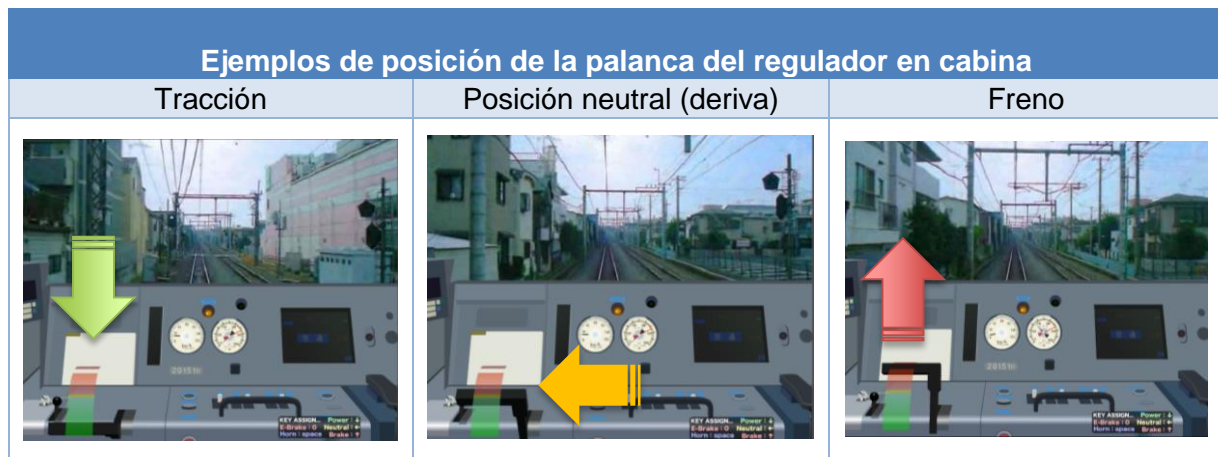 Ejemplos de posición de la palanca del regulador en cabina
Tracción
Posición neutral (deriva)
Freno
20151h
KEY ASSIGN... Power : ↓
E-Brake : 0 Neutral : ←
Horn : space Brake : ↑
KEY ASSIGN... Power : ↓
E-Brake : 0 Neutral : ←
Horn : space Brake : ↑
KEY ASSIGN... Power : ↓
E-Brake : 0 Neutral : ←
Horn : space Brake : ↑